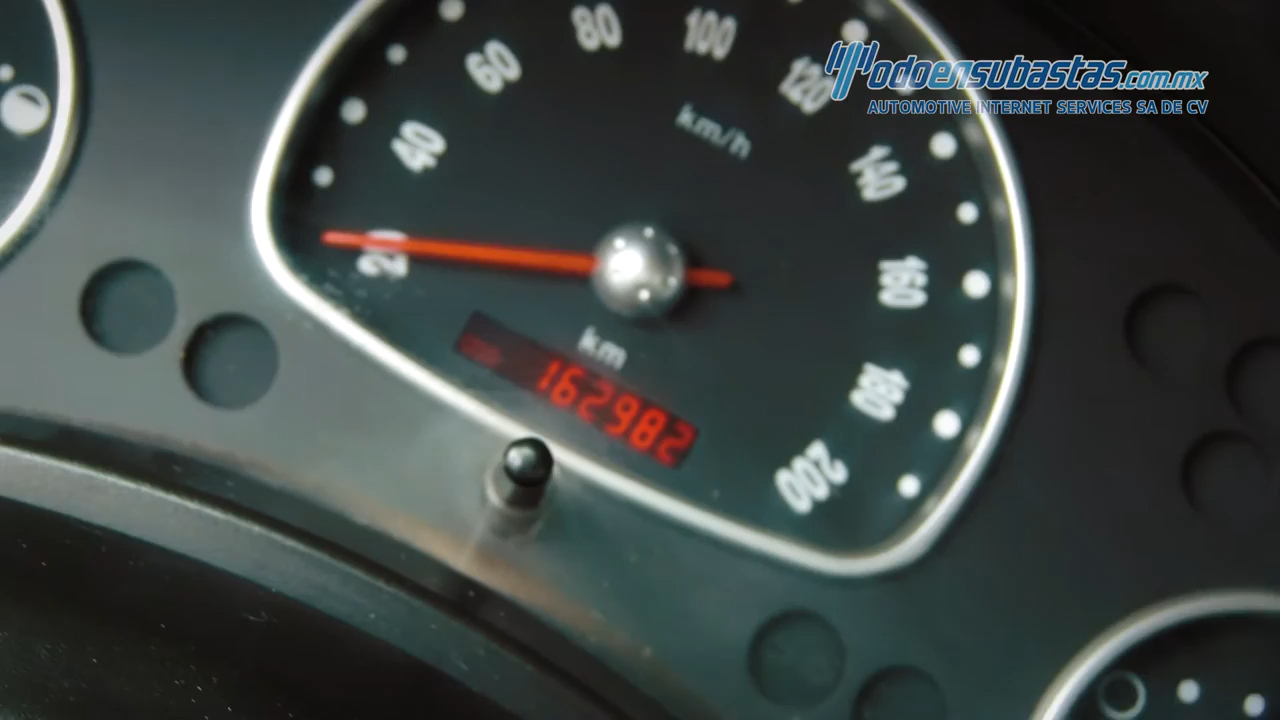 80
100
60
120
40
km/h
140
20
160
km
162982
180
200
Todoensubastas.com.mx
AUTOMOTIVE INTERNET SERVICES SA DE CV